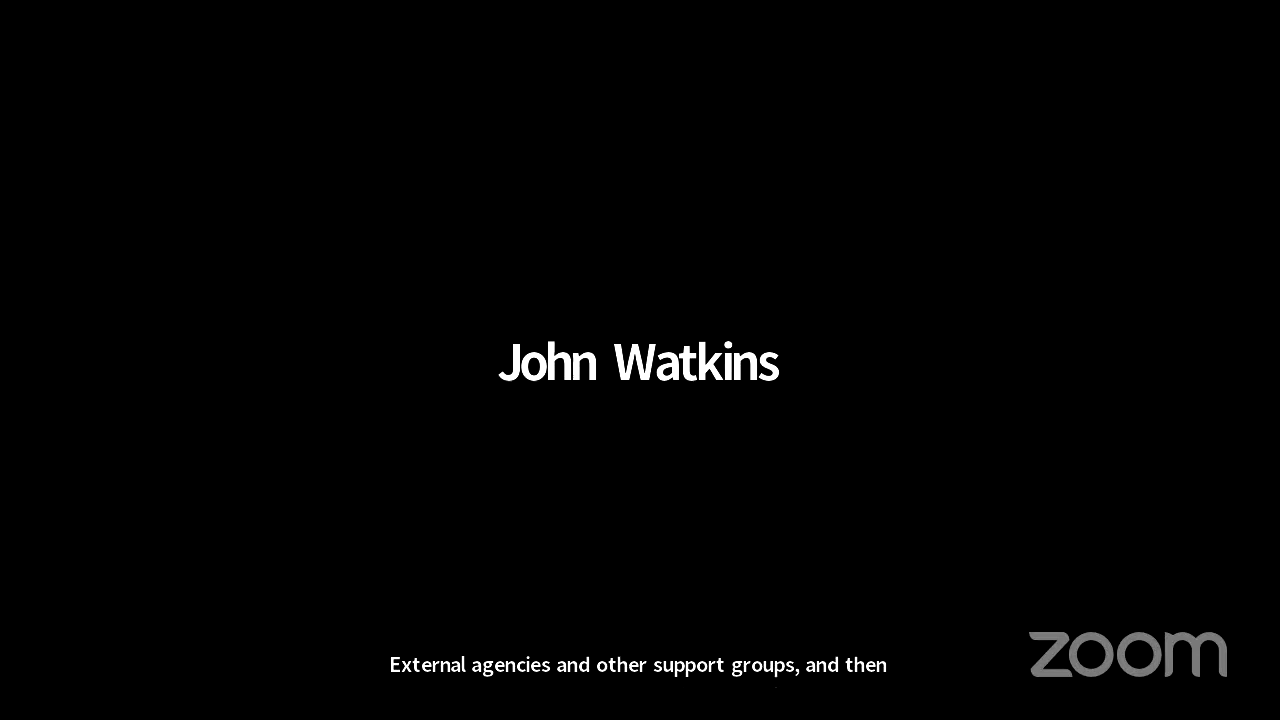 John Watkins
External agencies and other support groups, and then
zoom